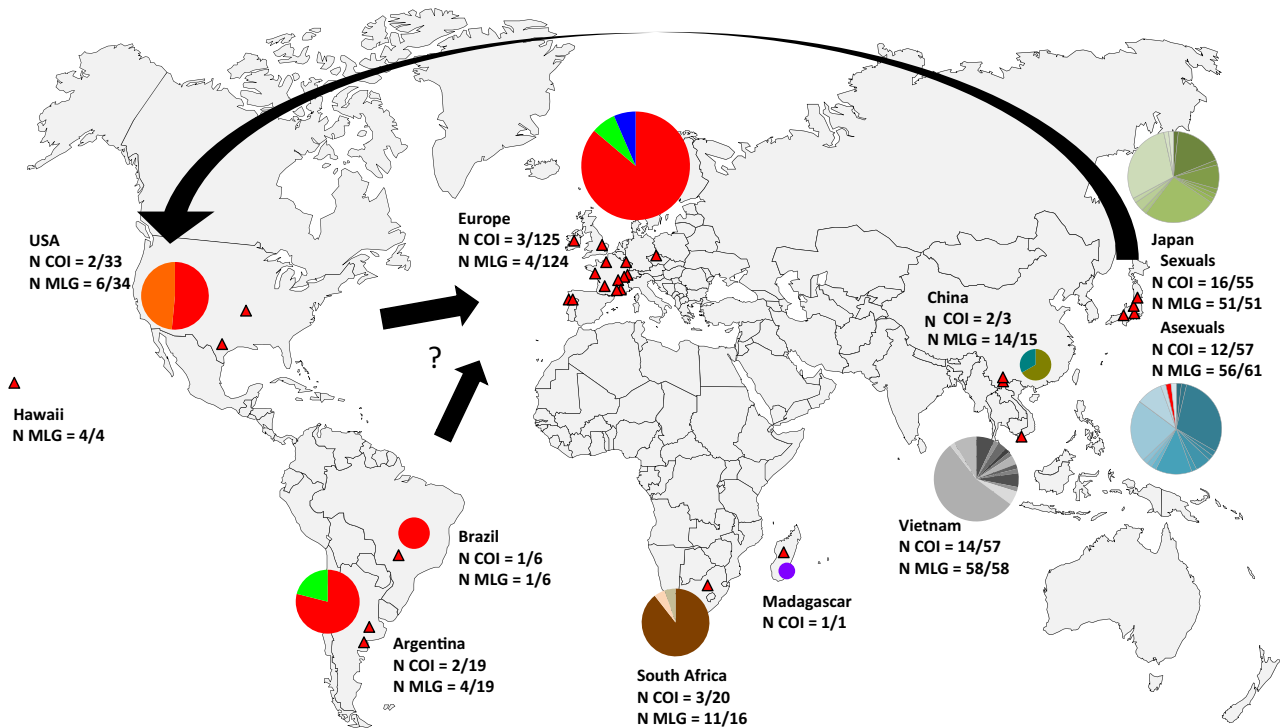 USA
N COI = 2/33
N MLG = 6/34
Europe
N COI = 3/125
N MLG = 4/124
Japan
Sexuals
N COI = 16/55
N MLG = 51/51
Asexuals
N COI = 12/57
N MLG = 56/61
China
N COI = 2/3
N MLG = 14/15
?
Hawaii
N MLG = 4/4
Brazil
N COI = 1/6
N MLG = 1/6
Vietnam
N COI = 14/57
N MLG = 58/58
Madagascar
N COI = 1/1
Argentina
N COI = 2/19
N MLG = 4/19
South Africa
N COI = 3/20
N MLG = 11/16